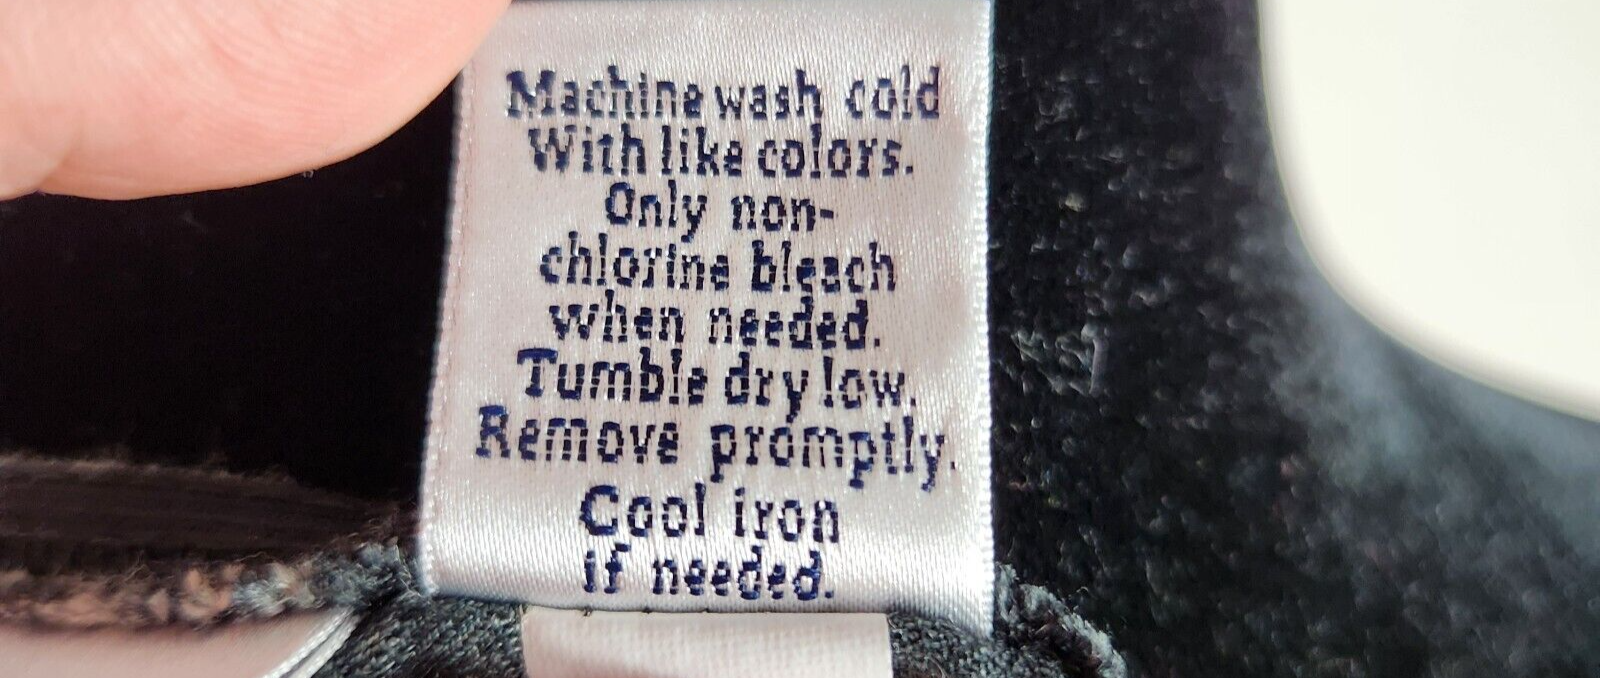 Machine wash cold
With like colors.
Only non-
chlorine bleach
when needed.
Tumble dry low.
Remove promptly.
Cool iron
if needed.